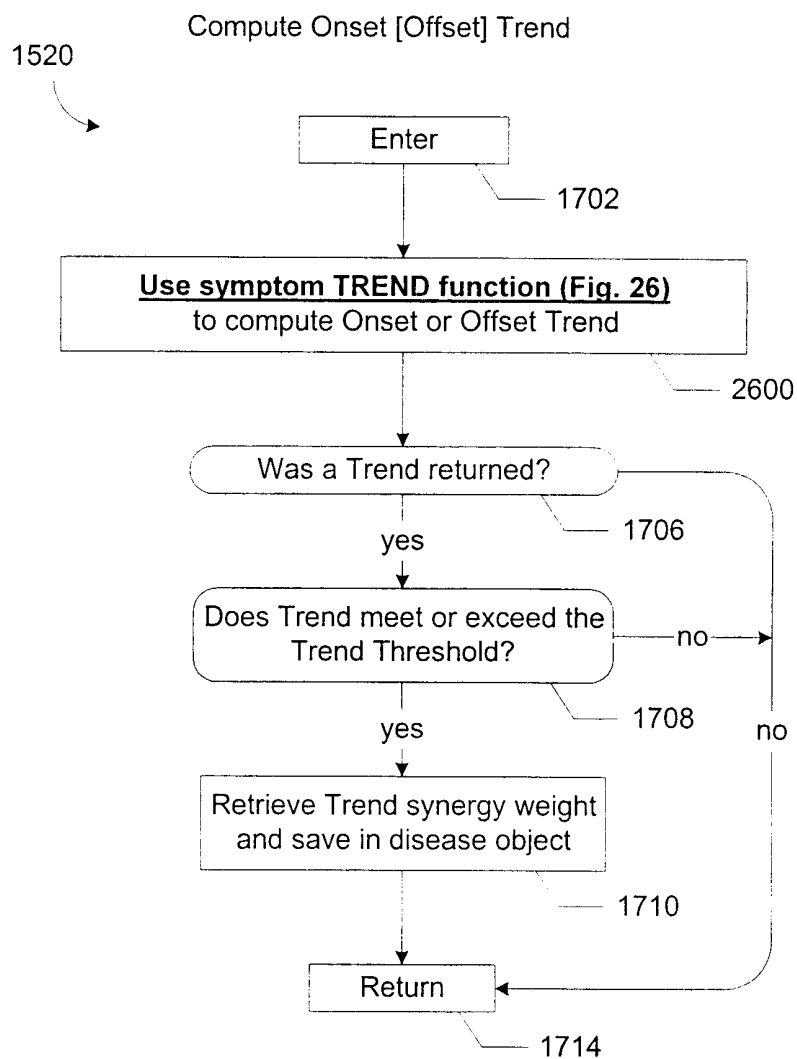 Compute Onset [Offset] Trend
1520
Enter
1702
Use symptom TREND function (Fig. 26)
to compute Onset or Offset Trend
2600
Was a Trend returned?
1706
yes
Does Trend meet or exceed the
Trend Threshold?
no
1708
yes
no
Retrieve Trend synergy weight
and save in disease object
1710
Return
1714